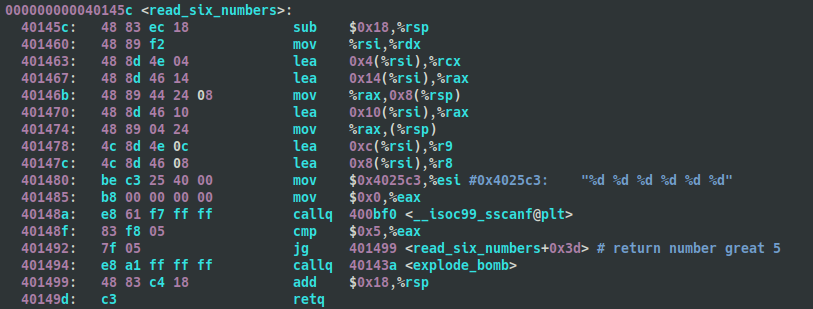 000000000040145c <read_six_numbers>:
40145c: 48 83 ec 18 sub $0x18,%rsp
401460: 48 89 f2 mov %rsi,%rdx
401463: 48 8d 4e 04 lea 0x4(%rsi),%rcx
401467: 48 8d 46 14 lea 0x14(%rsi),%rax
40146b: 48 89 44 24 08 mov %rax,0x8(%rsp)
401470: 48 8d 46 10 lea 0x10(%rsi),%rax
401474: 48 89 04 24 mov %rax,(%rsp)
401478: 4c 8d 4e 0c lea 0xc(%rsi),%r9
40147c: 4c 8d 46 08 lea 0x8(%rsi),%r8
401480: be c3 25 40 00 mov $0x4025c3,%esi #0x4025c3: "%d %d %d %d %d %d"
401485: b8 00 00 00 00 mov $0x0,%eax
40148a: e8 61 f7 ff ff callq 400bf0 <__isoc99_sscanf@plt>
40148f: 83 f8 05 cmp $0x5,%eax
401492: 7f 05 jg 401499 <read_six_numbers+0x3d> # return number great 5
401494: e8 a1 ff ff ff callq 40143a <explode_bomb>
401499: 48 83 c4 18 add $0x18,%rsp
40149d: c3 retq